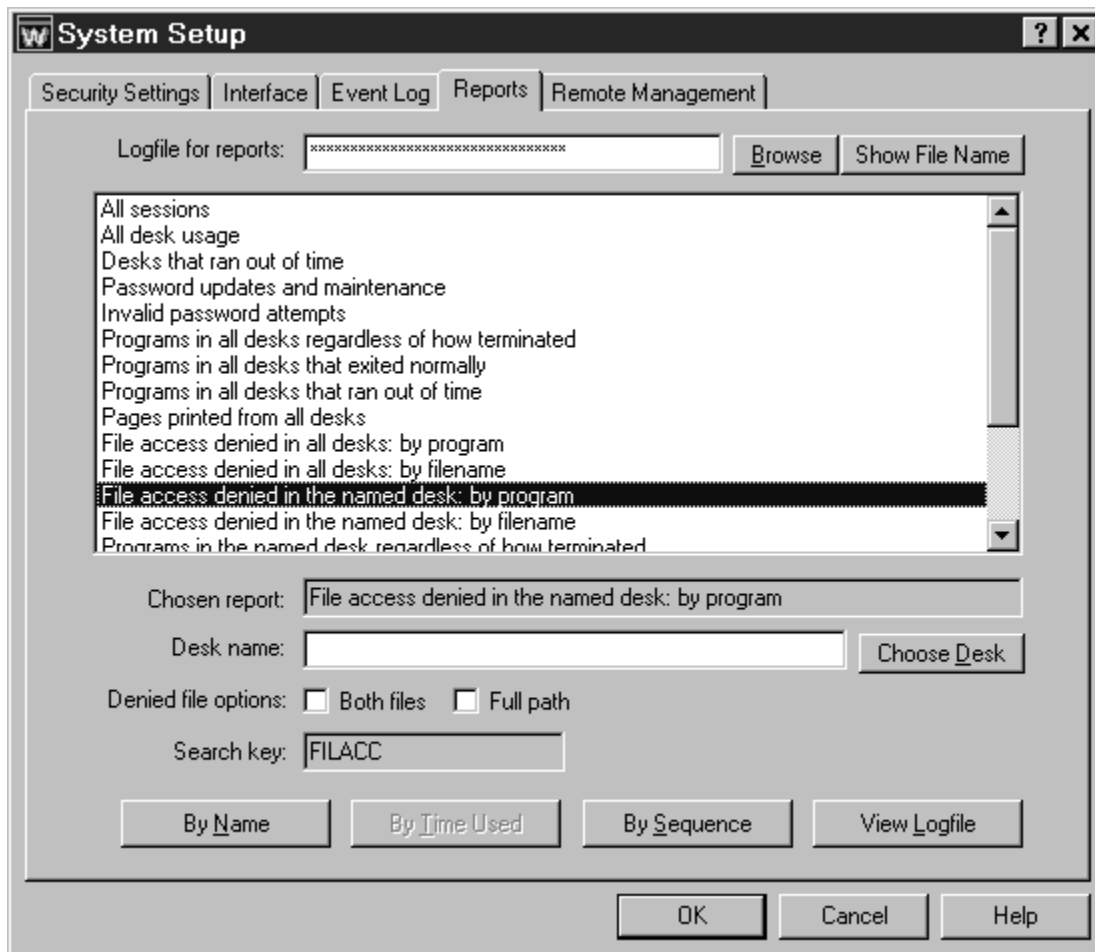 W System Setup ? ×
Security Settings Interface Event Log Reports Remote Management
Logfile for reports: ******************************** Browse Show File Name
All sessions
All desk usage
Desks that ran out of time
Password updates and maintenance
Invalid password attempts
Programs in all desks regardless of how terminated
Programs in all desks that exited normally
Programs in all desks that ran out of time
Pages printed from all desks
File access denied in all desks: by program
File access denied in all desks: by filename
File access denied in the named desk: by program
File access denied in the named desk: by filename
Programs in the named desk regardless of how terminated
Chosen report: File access denied in the named desk: by program
Desk name: Choose Desk
Denied file options: Both files Full path
Search key: FILACC
By Name By Time Used By Sequence View Logfile
OK Cancel Help